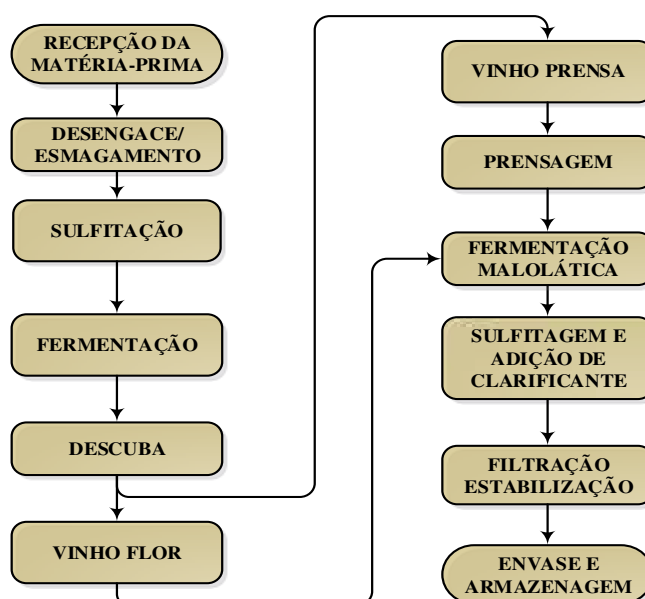 RECEPÇÃO DA
MATÉRIA-PRIMA
DESENGACE/
ESMAGAMENTO
SULFITAÇÃO
FERMENTAÇÃO
DESCUBA
VINHO FLOR
VINHO PRENSA
PRENSAGEM
FERMENTAÇÃO
MALOLÁTICA
SULFITAGEM E
ADIÇÃO DE
CLARIFICANTE
FILTRAÇÃO
ESTABILIZAÇÃO
ENVASE E
ARMAZENAGEM